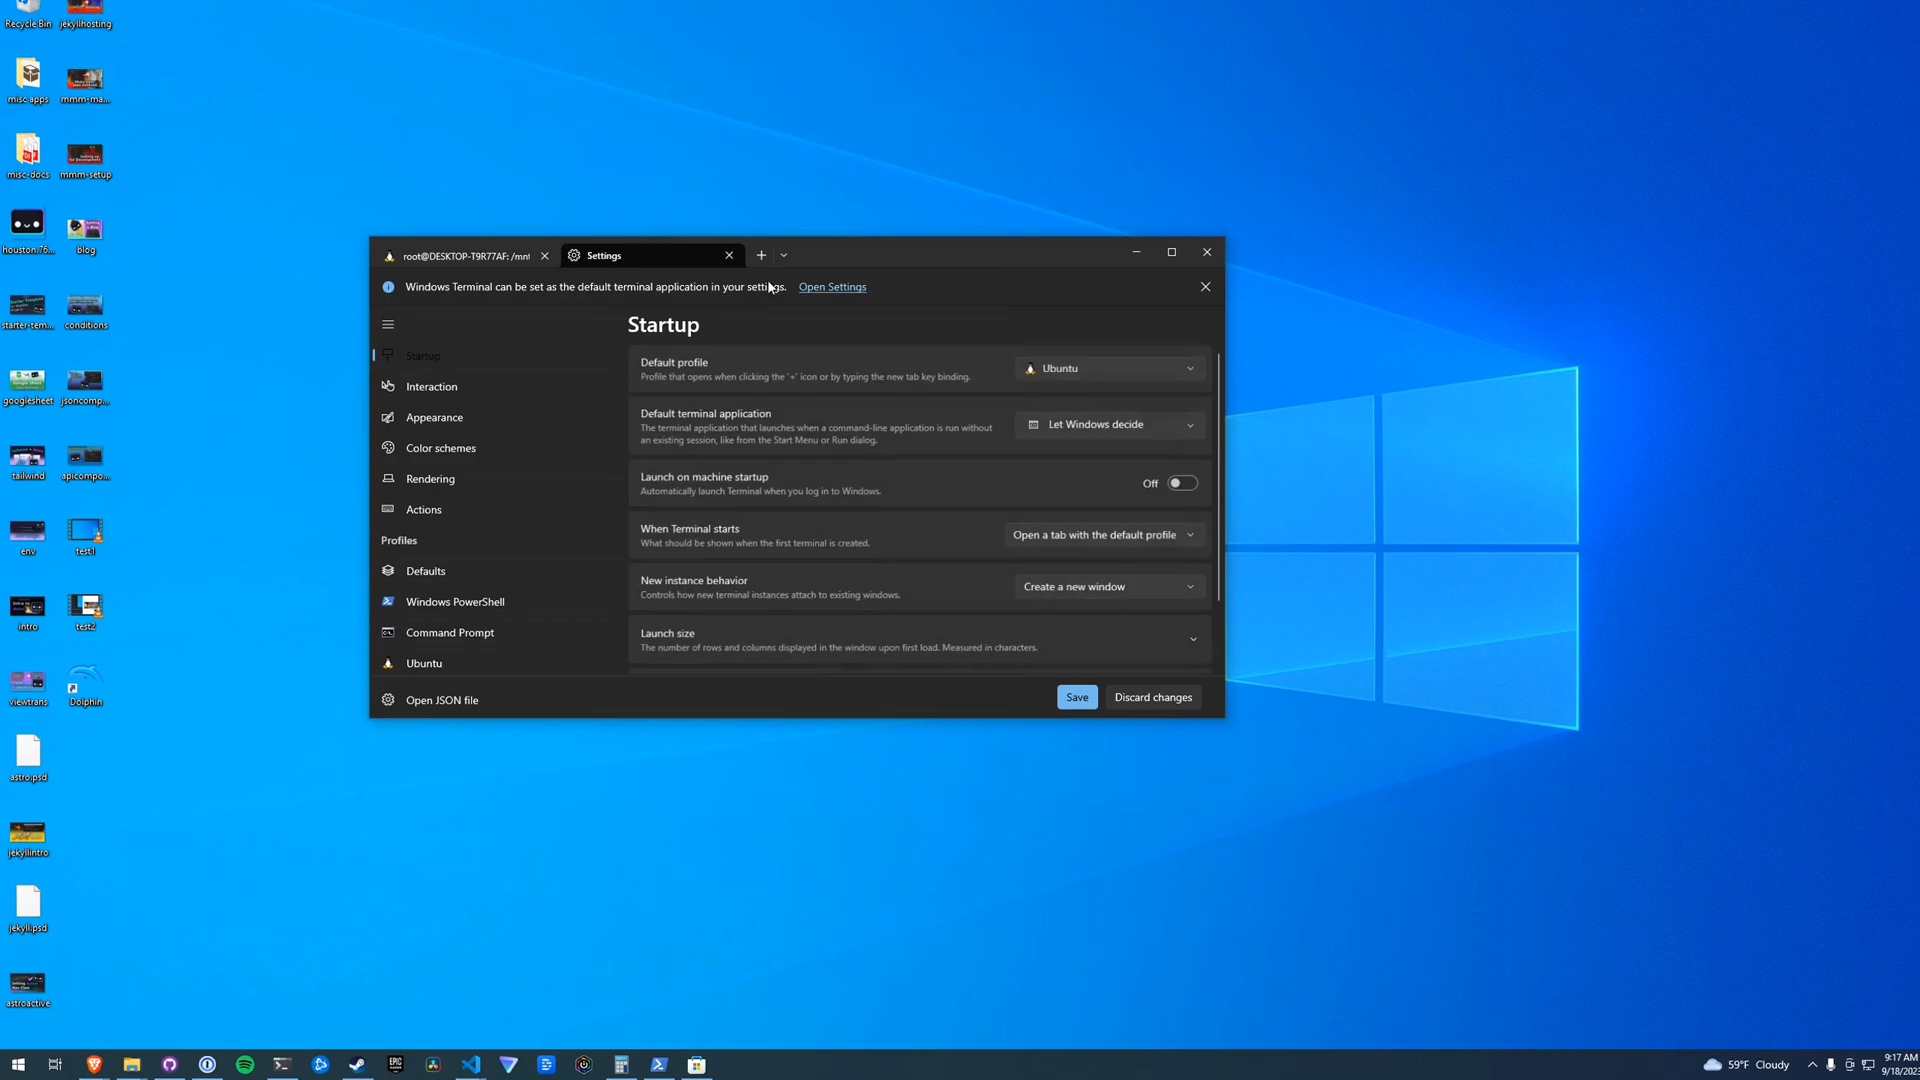 Recycle Bin
jekyllhosting
misc apps
mmm-ma...
misc-docs
mmm-setup
houston.76...
blog
starter-tem...
conditions
googlesheet
jsoncomp...
tailwind
apicompo...
env
test1
intro
test2
viewtrans
Dolphin
astro.psd
jekyllintro
jekyll.psd
astroactive
root@DESKTOP-T9R77AF: /mnt
Settings
Windows Terminal can be set as the default terminal application in your settings. Open Settings
Startup
Interaction
Appearance
Color schemes
Rendering
Actions
Profiles
Defaults
Windows PowerShell
Command Prompt
Ubuntu
Open JSON file
Startup
Default profile
Profile that opens when clicking the '+' icon or by typing the new tab key binding.
Ubuntu
Default terminal application
The terminal application that launches when a command-line application is run without
an existing session, like from the Start Menu or Run dialog.
Let Windows decide
Launch on machine startup
Automatically launch Terminal when you log in to Windows.
Off
When Terminal starts
What should be shown when the first terminal is created.
Open a tab with the default profile
New instance behavior
Controls how new terminal instances attach to existing windows.
Create a new window
Launch size
The number of rows and columns displayed in the window upon first load. Measured in characters.
Save
Discard changes
EPIC
GAMES
59°F Cloudy
9:17 AM
9/18/202